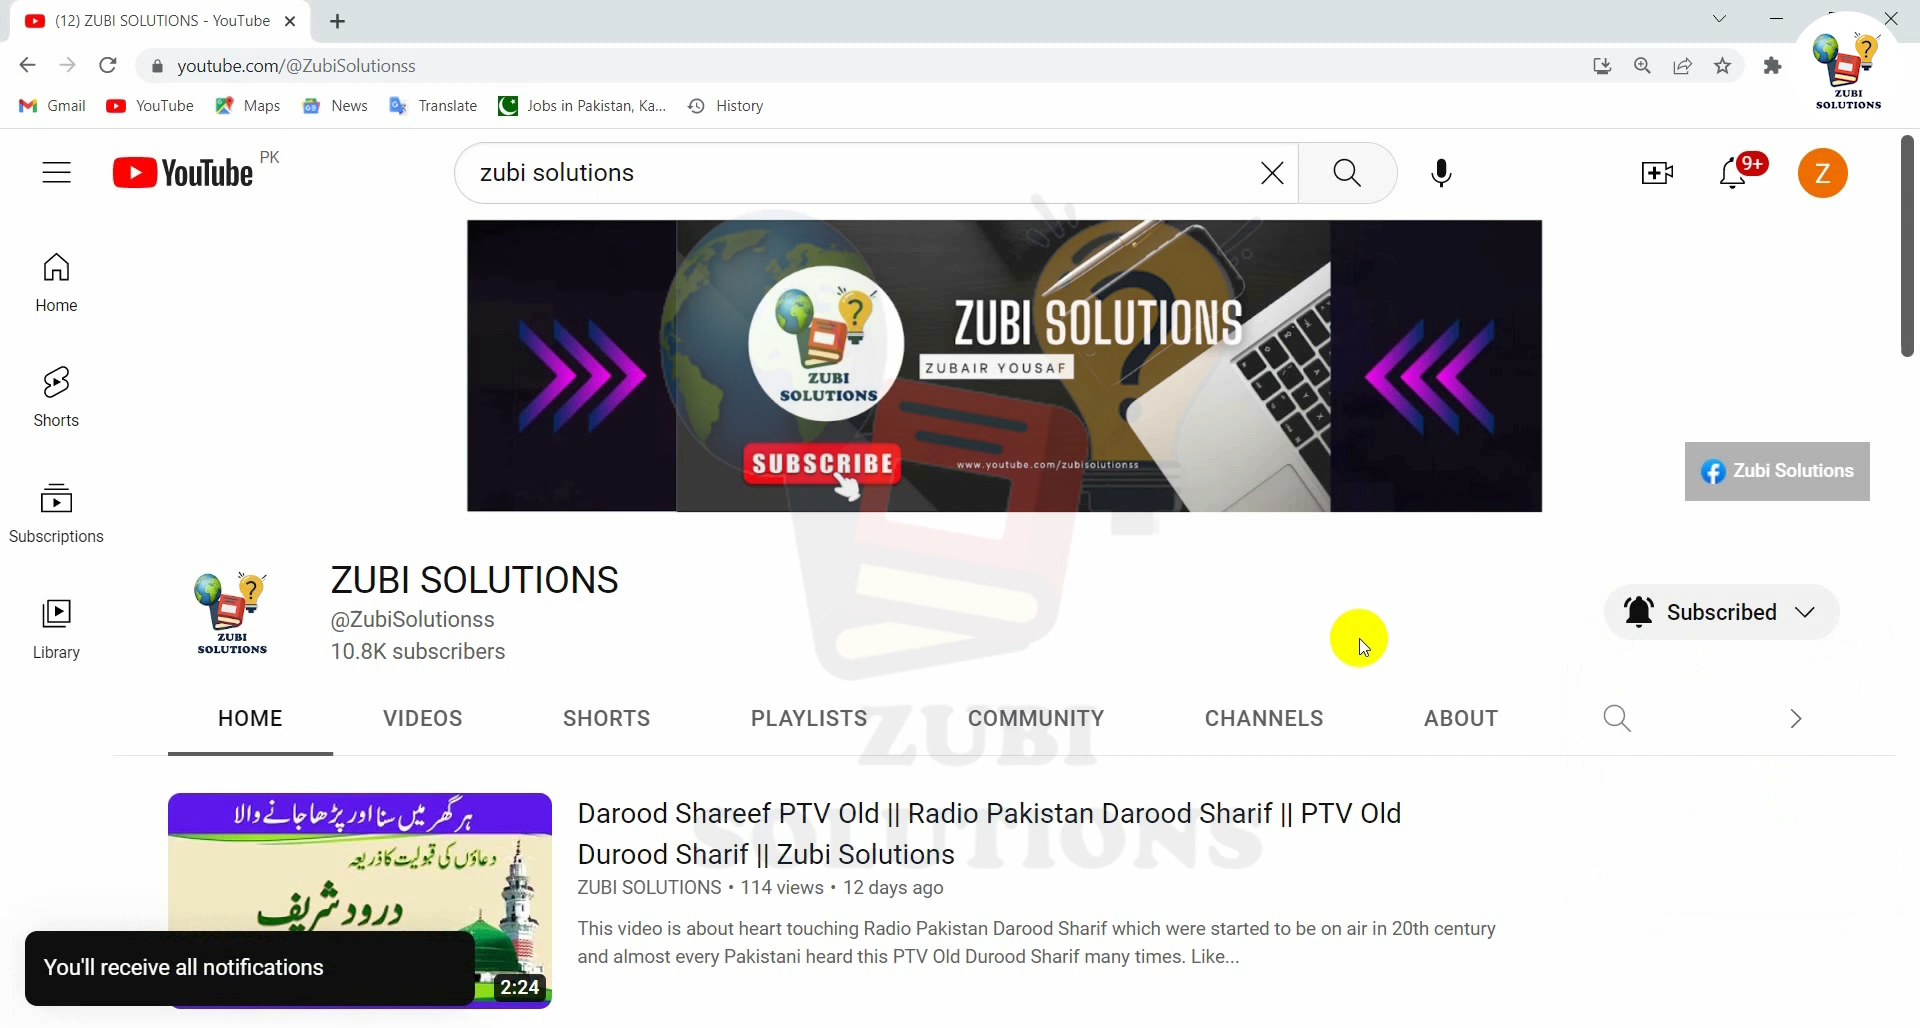 (12) ZUBI SOLUTIONS - YouTube
youtube.com/@ZubiSolutionss
Gmail
YouTube
Maps
News
Translate
Jobs in Pakistan, Ka...
History
ZUBI
SOLUTIONS
YouTube PK
zubi solutions
9+
Z
Home
Shorts
Subscriptions
Library
ZUBI
SOLUTIONS
ZUBI SOLUTIONS
ZUBAIR YOUSAF
SUBSCRIBE
www.youtube.com/zubisolutionss
Zubi Solutions
ZUBI
SOLUTIONS
ZUBI SOLUTIONS
@ZubiSolutionss
10.8K subscribers
Subscribed
HOME
VIDEOS
SHORTS
PLAYLISTS
COMMUNITY
CHANNELS
ABOUT
ZUBI
SOLUTIONS
ہر گھر میں سنا اور پڑھا جانے والا
دعاؤں کی قبولیت کا ذریعہ
درود شریف
2:24
Darood Shareef PTV Old || Radio Pakistan Darood Sharif || PTV Old
Durood Sharif || Zubi Solutions
ZUBI SOLUTIONS • 114 views • 12 days ago
This video is about heart touching Radio Pakistan Darood Sharif which were started to be on air in 20th century
and almost every Pakistani heard this PTV Old Durood Sharif many times. Like...
You'll receive all notifications